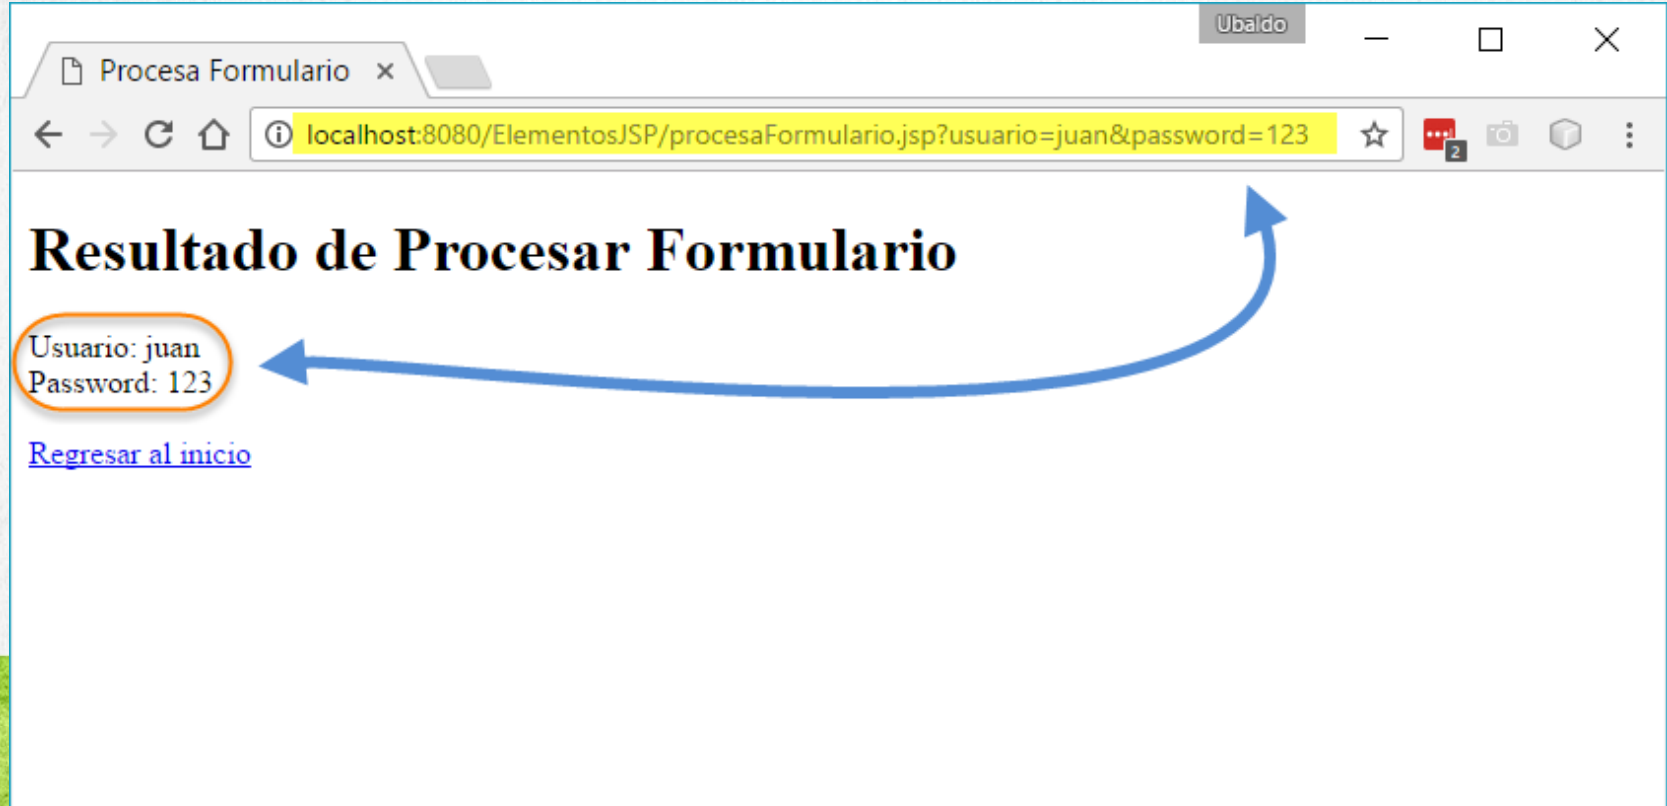 Ubaldo
Procesa Formulario
localhost:8080/ElementosJSP/procesaFormulario.jsp?usuario=juan&password=123
2
Resultado de Procesar Formulario
Usuario: juan
Password: 123
Regresar al inicio